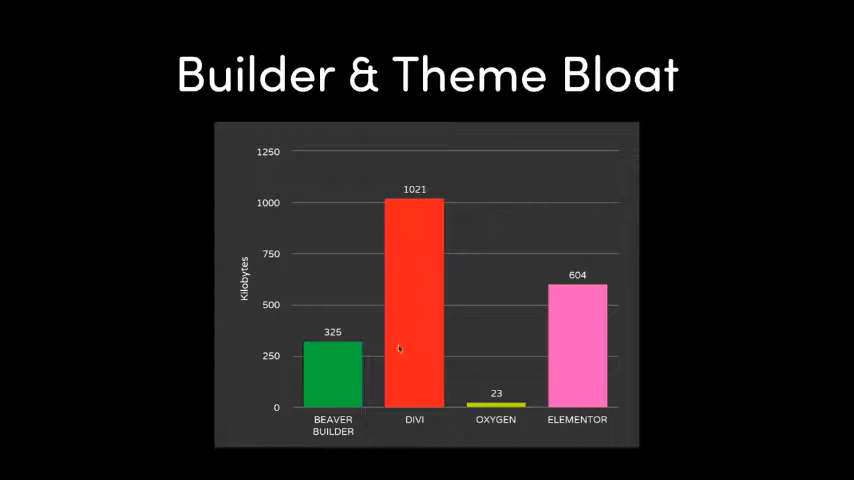 Builder & Theme Bloat
1250
1021
1000
750
604
Kilobytes
500
325
250
23
0
BEAVER
BUILDER
DIVI
OXYGEN
ELEMENTOR